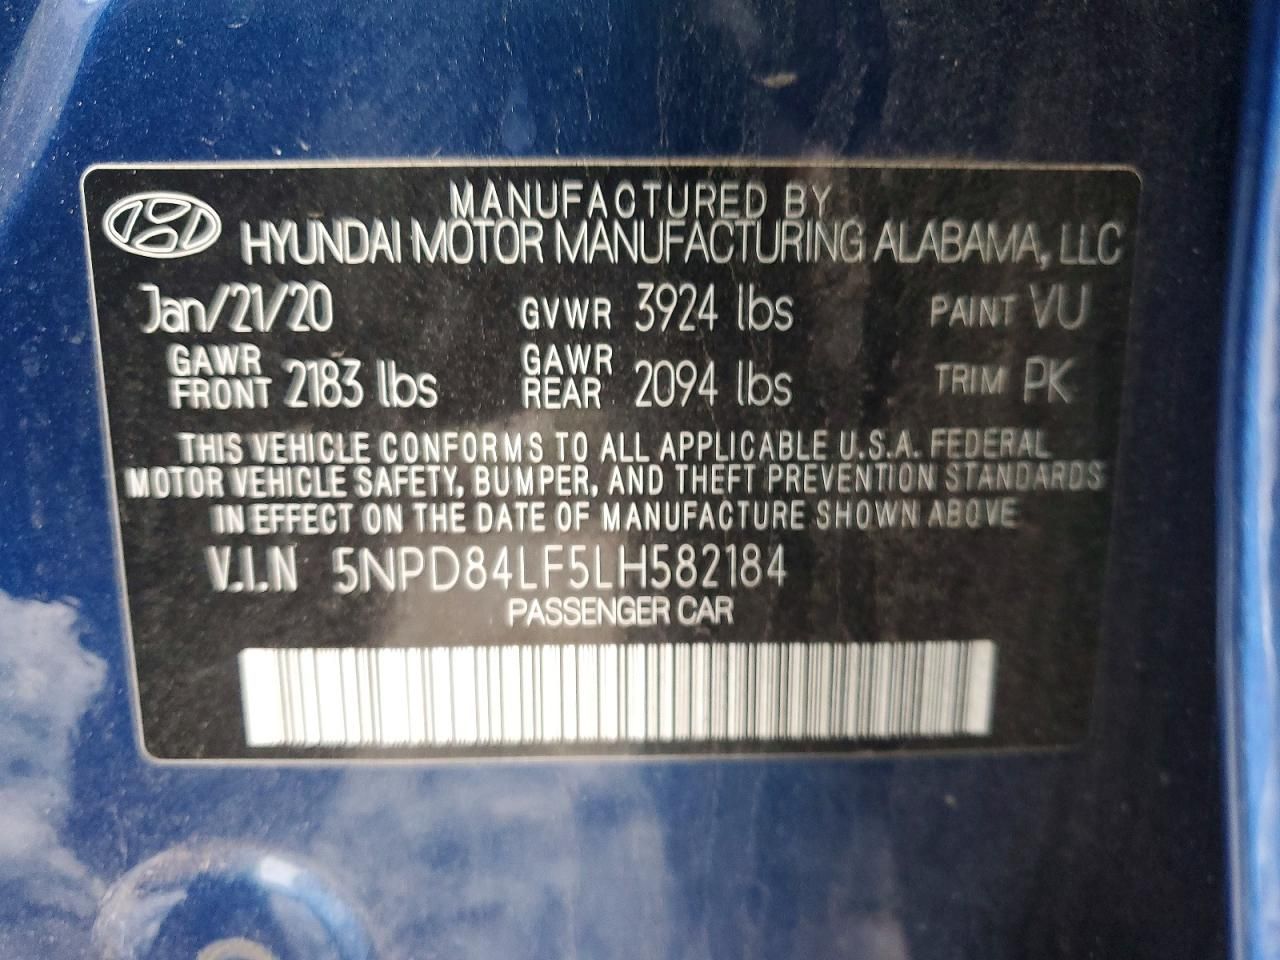 MANUFACTURED BY
HYUNDAI MOTOR MANUFACTURING ALABAMA, LLC
Jan/21/20 GVWR 3924 lbs PAINT VU
GAWR FRONT 2183 lbs GAWR REAR 2094 lbs TRIM PK
THIS VEHICLE CONFORMS TO ALL APPLICABLE U.S.A. FEDERAL
MOTOR VEHICLE SAFETY, BUMPER, AND THEFT PREVENTION STANDARDS
IN EFFECT ON THE DATE OF MANUFACTURE SHOWN ABOVE
V.I.N 5NPD84LF5LH582184
PASSENGER CAR